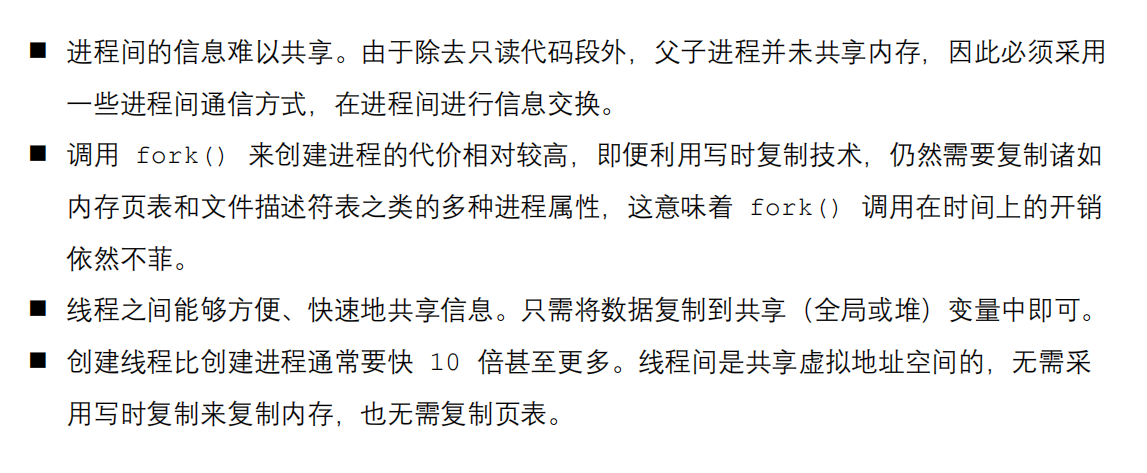 ■ 进程间的信息难以共享。由于除去只读代码段外，父子进程并未共享内存，因此必须采用
一些进程间通信方式，在进程间进行信息交换。
■ 调用 fork() 来创建进程的代价相对较高，即便利用写时复制技术，仍然需要复制诸如
内存页表和文件描述符表之类的多种进程属性，这意味着 fork() 调用在时间上的开销
依然不菲。
■ 线程之间能够方便、快速地共享信息。只需将数据复制到共享（全局或堆）变量中即可。
■ 创建线程比创建进程通常要快 10 倍甚至更多。线程间是共享虚拟地址空间的，无需采
用写时复制来复制内存，也无需复制页表。